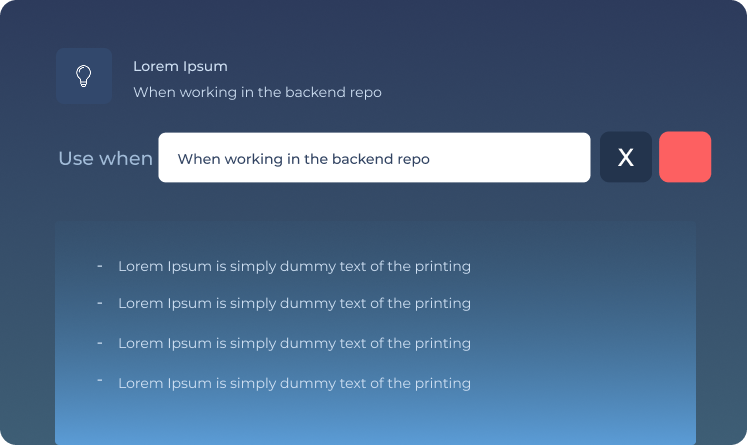 Lorem Ipsum
When working in the backend repo
Use when When working in the backend repo X
- Lorem Ipsum is simply dummy text of the printing
- Lorem Ipsum is simply dummy text of the printing
- Lorem Ipsum is simply dummy text of the printing
- Lorem Ipsum is simply dummy text of the printing